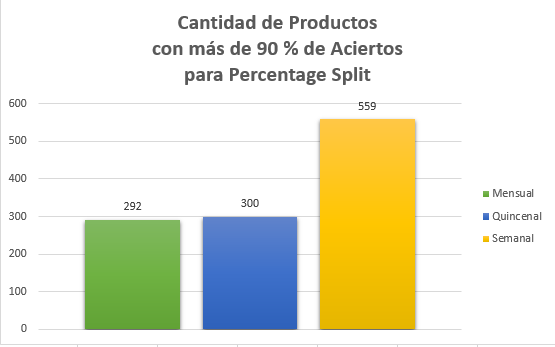 Cantidad de Productos
con más de 90 % de Aciertos
para Percentage Split
600
500
400
300
200
100
0
292
300
559
Mensual
Quincenal
Semanal